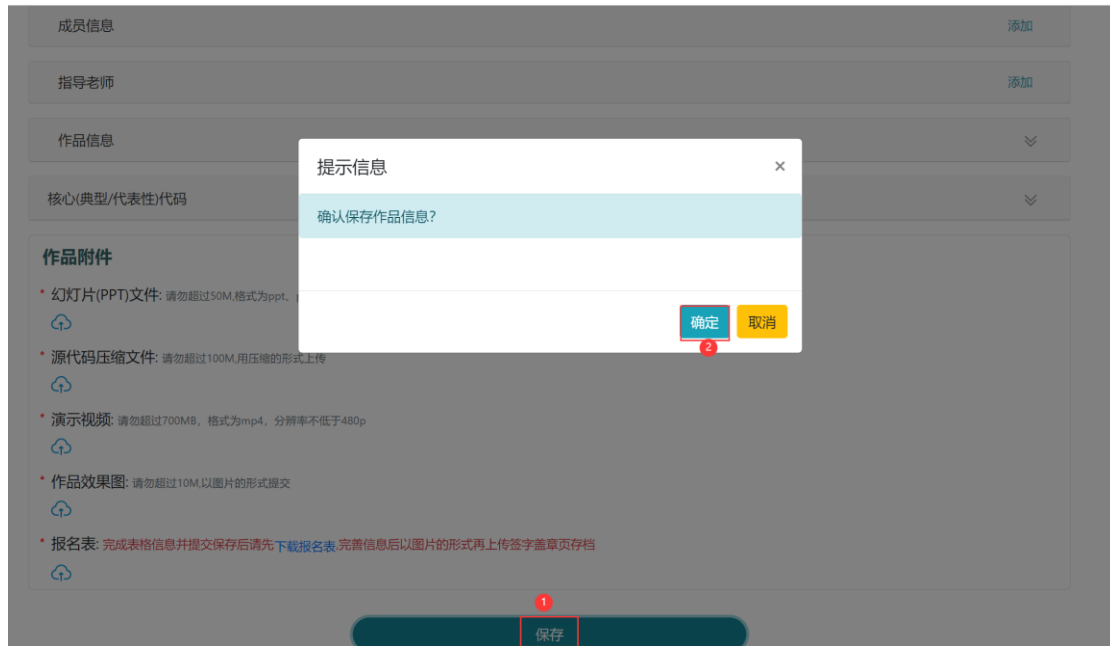 成员信息 添加
指导老师 添加
作品信息
提示信息 ×
核心(典型/代表性)代码
确认保存作品信息?
作品附件
* 幻灯片(PPT)文件: 请勿超过50M,格式为ppt、
确定 取消
2
* 源代码压缩文件: 请勿超过100M,用压缩的形式上传
* 演示视频: 请勿超过700MB，格式为mp4，分辨率不低于480p
* 作品效果图: 请勿超过10M,以图片的形式提交
* 报名表: 完成表格信息并提交保存后请先下载报名表,完善信息后以图片的形式再上传签字盖章页存档
1
保存